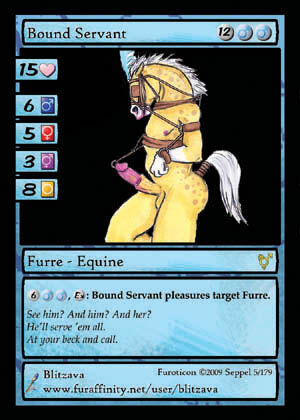 Bound Servant 12
15
6
5
3
8
Furre - Equine
6 , : Bound Servant pleasures target Furre.
See him? And him? And her?
He'll serve 'em all.
At your beck and call.
Blitzava Furoticon ©2009 Seppel 5/179
www.furaffinity.net/user/blitzava